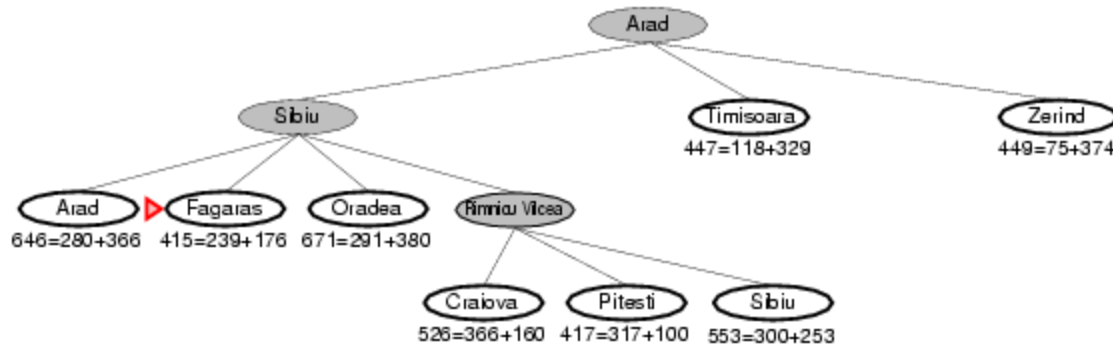 Arad
Sibiu
Timisoara
Zerind
447=118+329
449=75+374
Arad
Fagaras
Oradea
Rimnicu Vilcea
646=280+366
415=239+176
671=291+380
Craiova
Pitesti
Sibiu
526=366+160
417=317+100
553=300+253